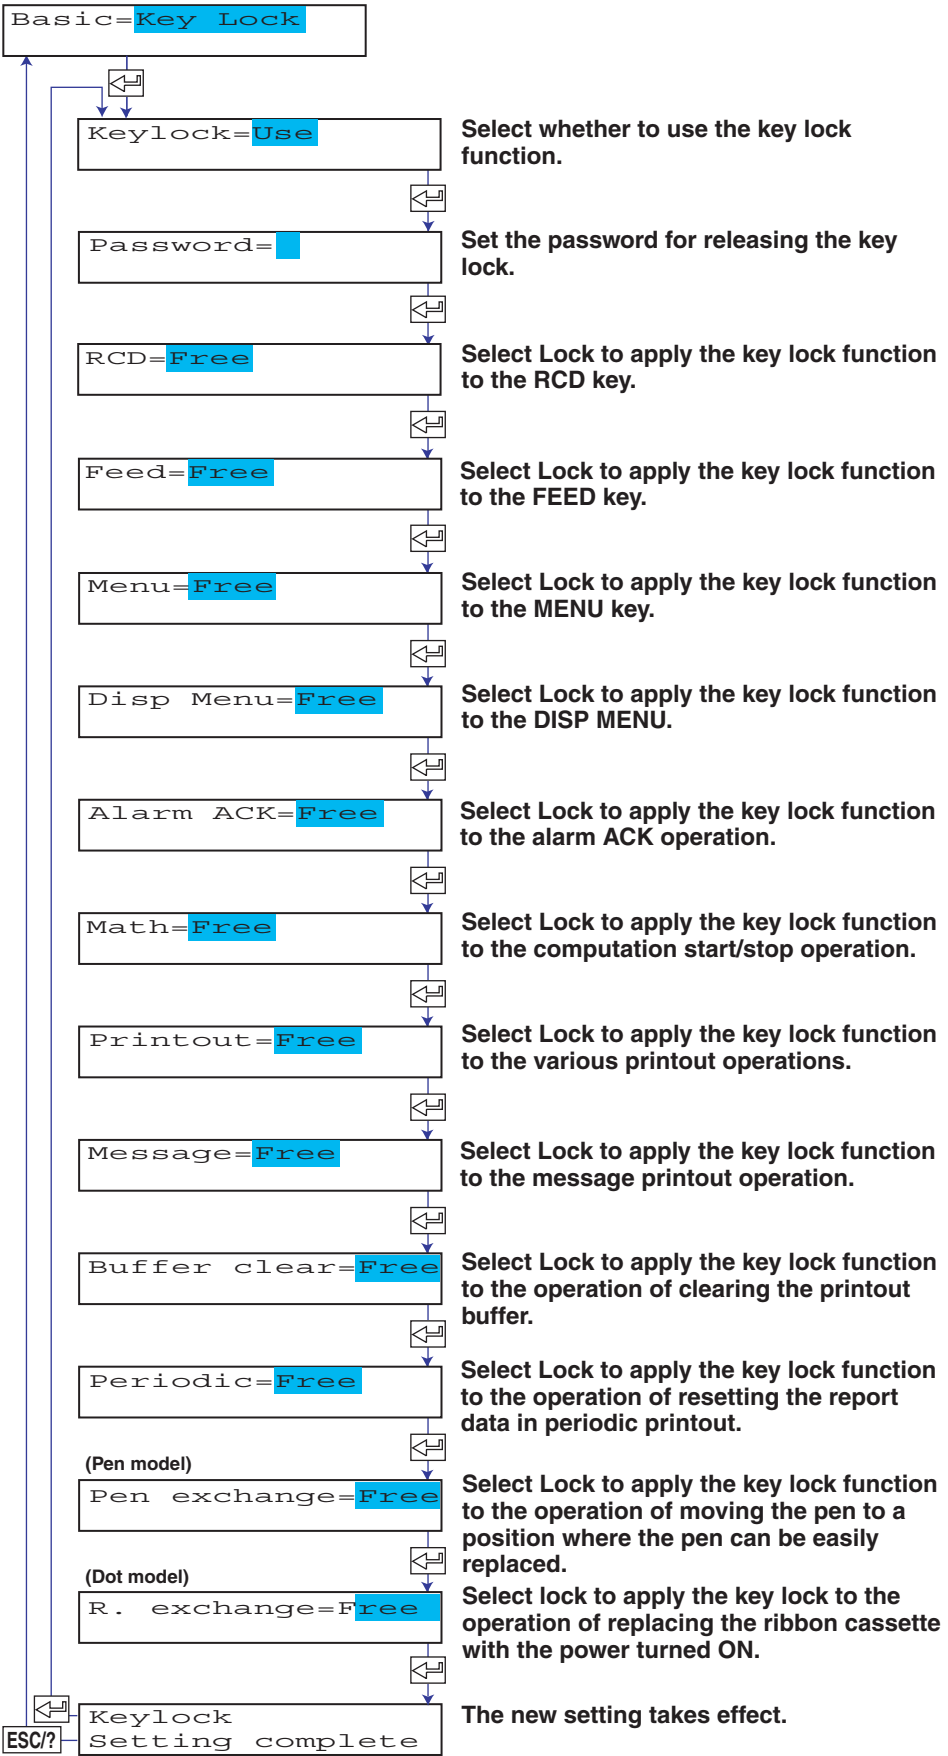 Basic=Key Lock
Keylock=Use
Select whether to use the key lock
function.
Password=
Set the password for releasing the key
lock.
RCD=Free
Select Lock to apply the key lock function
to the RCD key.
Feed=Free
Select Lock to apply the key lock function
to the FEED key.
Menu=Free
Select Lock to apply the key lock function
to the MENU key.
Disp Menu=Free
Select Lock to apply the key lock function
to the DISP MENU.
Alarm ACK=Free
Select Lock to apply the key lock function
to the alarm ACK operation.
Math=Free
Select Lock to apply the key lock function
to the computation start/stop operation.
Printout=Free
Select Lock to apply the key lock function
to the various printout operations.
Message=Free
Select Lock to apply the key lock function
to the message printout operation.
Buffer clear=Free
Select Lock to apply the key lock function
to the operation of clearing the printout
buffer.
Periodic=Free
Select Lock to apply the key lock function
to the operation of resetting the report
data in periodic printout.
(Pen model)
Pen exchange=Free
Select Lock to apply the key lock function
to the operation of moving the pen to a
position where the pen can be easily
replaced.
(Dot model)
R. exchange=Free
Select lock to apply the key lock to the
operation of replacing the ribbon cassette
with the power turned ON.
Keylock
Setting complete
The new setting takes effect.
ESC/?